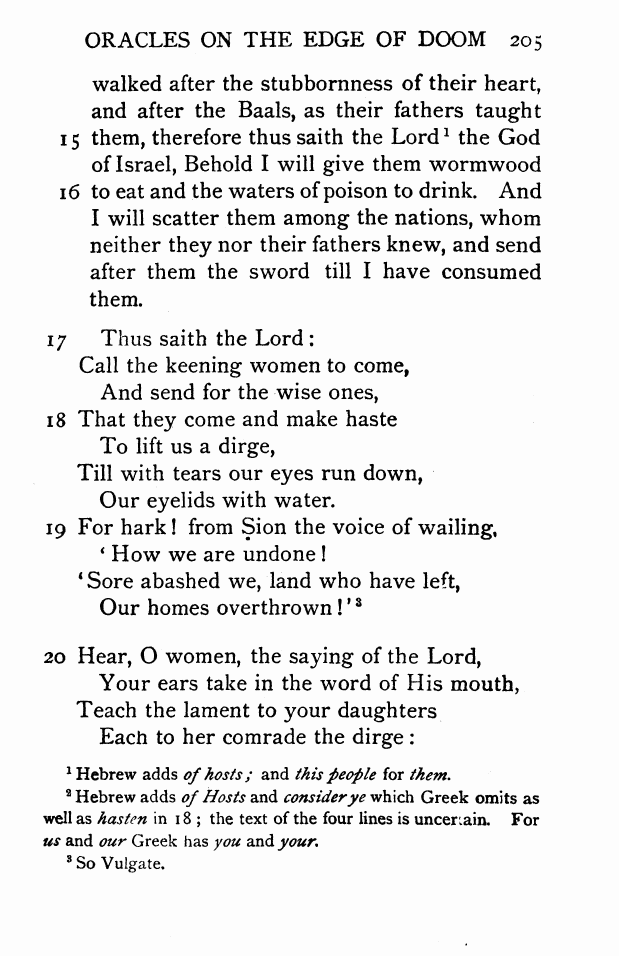 ORACLES ON THE EDGE OF DOOM 205
walked after the stubbornness of their heart,
and after the Baals, as their fathers taught
15 them, therefore thus saith the Lord¹ the God
of Israel, Behold I will give them wormwood
16 to eat and the waters of poison to drink. And
I will scatter them among the nations, whom
neither they nor their fathers knew, and send
after them the sword till I have consumed
them.
17 Thus saith the Lord :
Call the keening women to come,
And send for the wise ones,
18 That they come and make haste
To lift us a dirge,
Till with tears our eyes run down,
Our eyelids with water.
19 For hark ! from Ṣion the voice of wailing,
‘ How we are undone !
‘ Sore abashed we, land who have left,
Our homes overthrown ! ’ ³
20 Hear, O women, the saying of the Lord,
Your ears take in the word of His mouth,
Teach the lament to your daughters
Each to her comrade the dirge :
¹ Hebrew adds of hosts ; and this people for them.
² Hebrew adds of Hosts and consider ye which Greek omits as
well as hasten in 18 ; the text of the four lines is uncertain. For
us and our Greek has you and your.
³ So Vulgate.